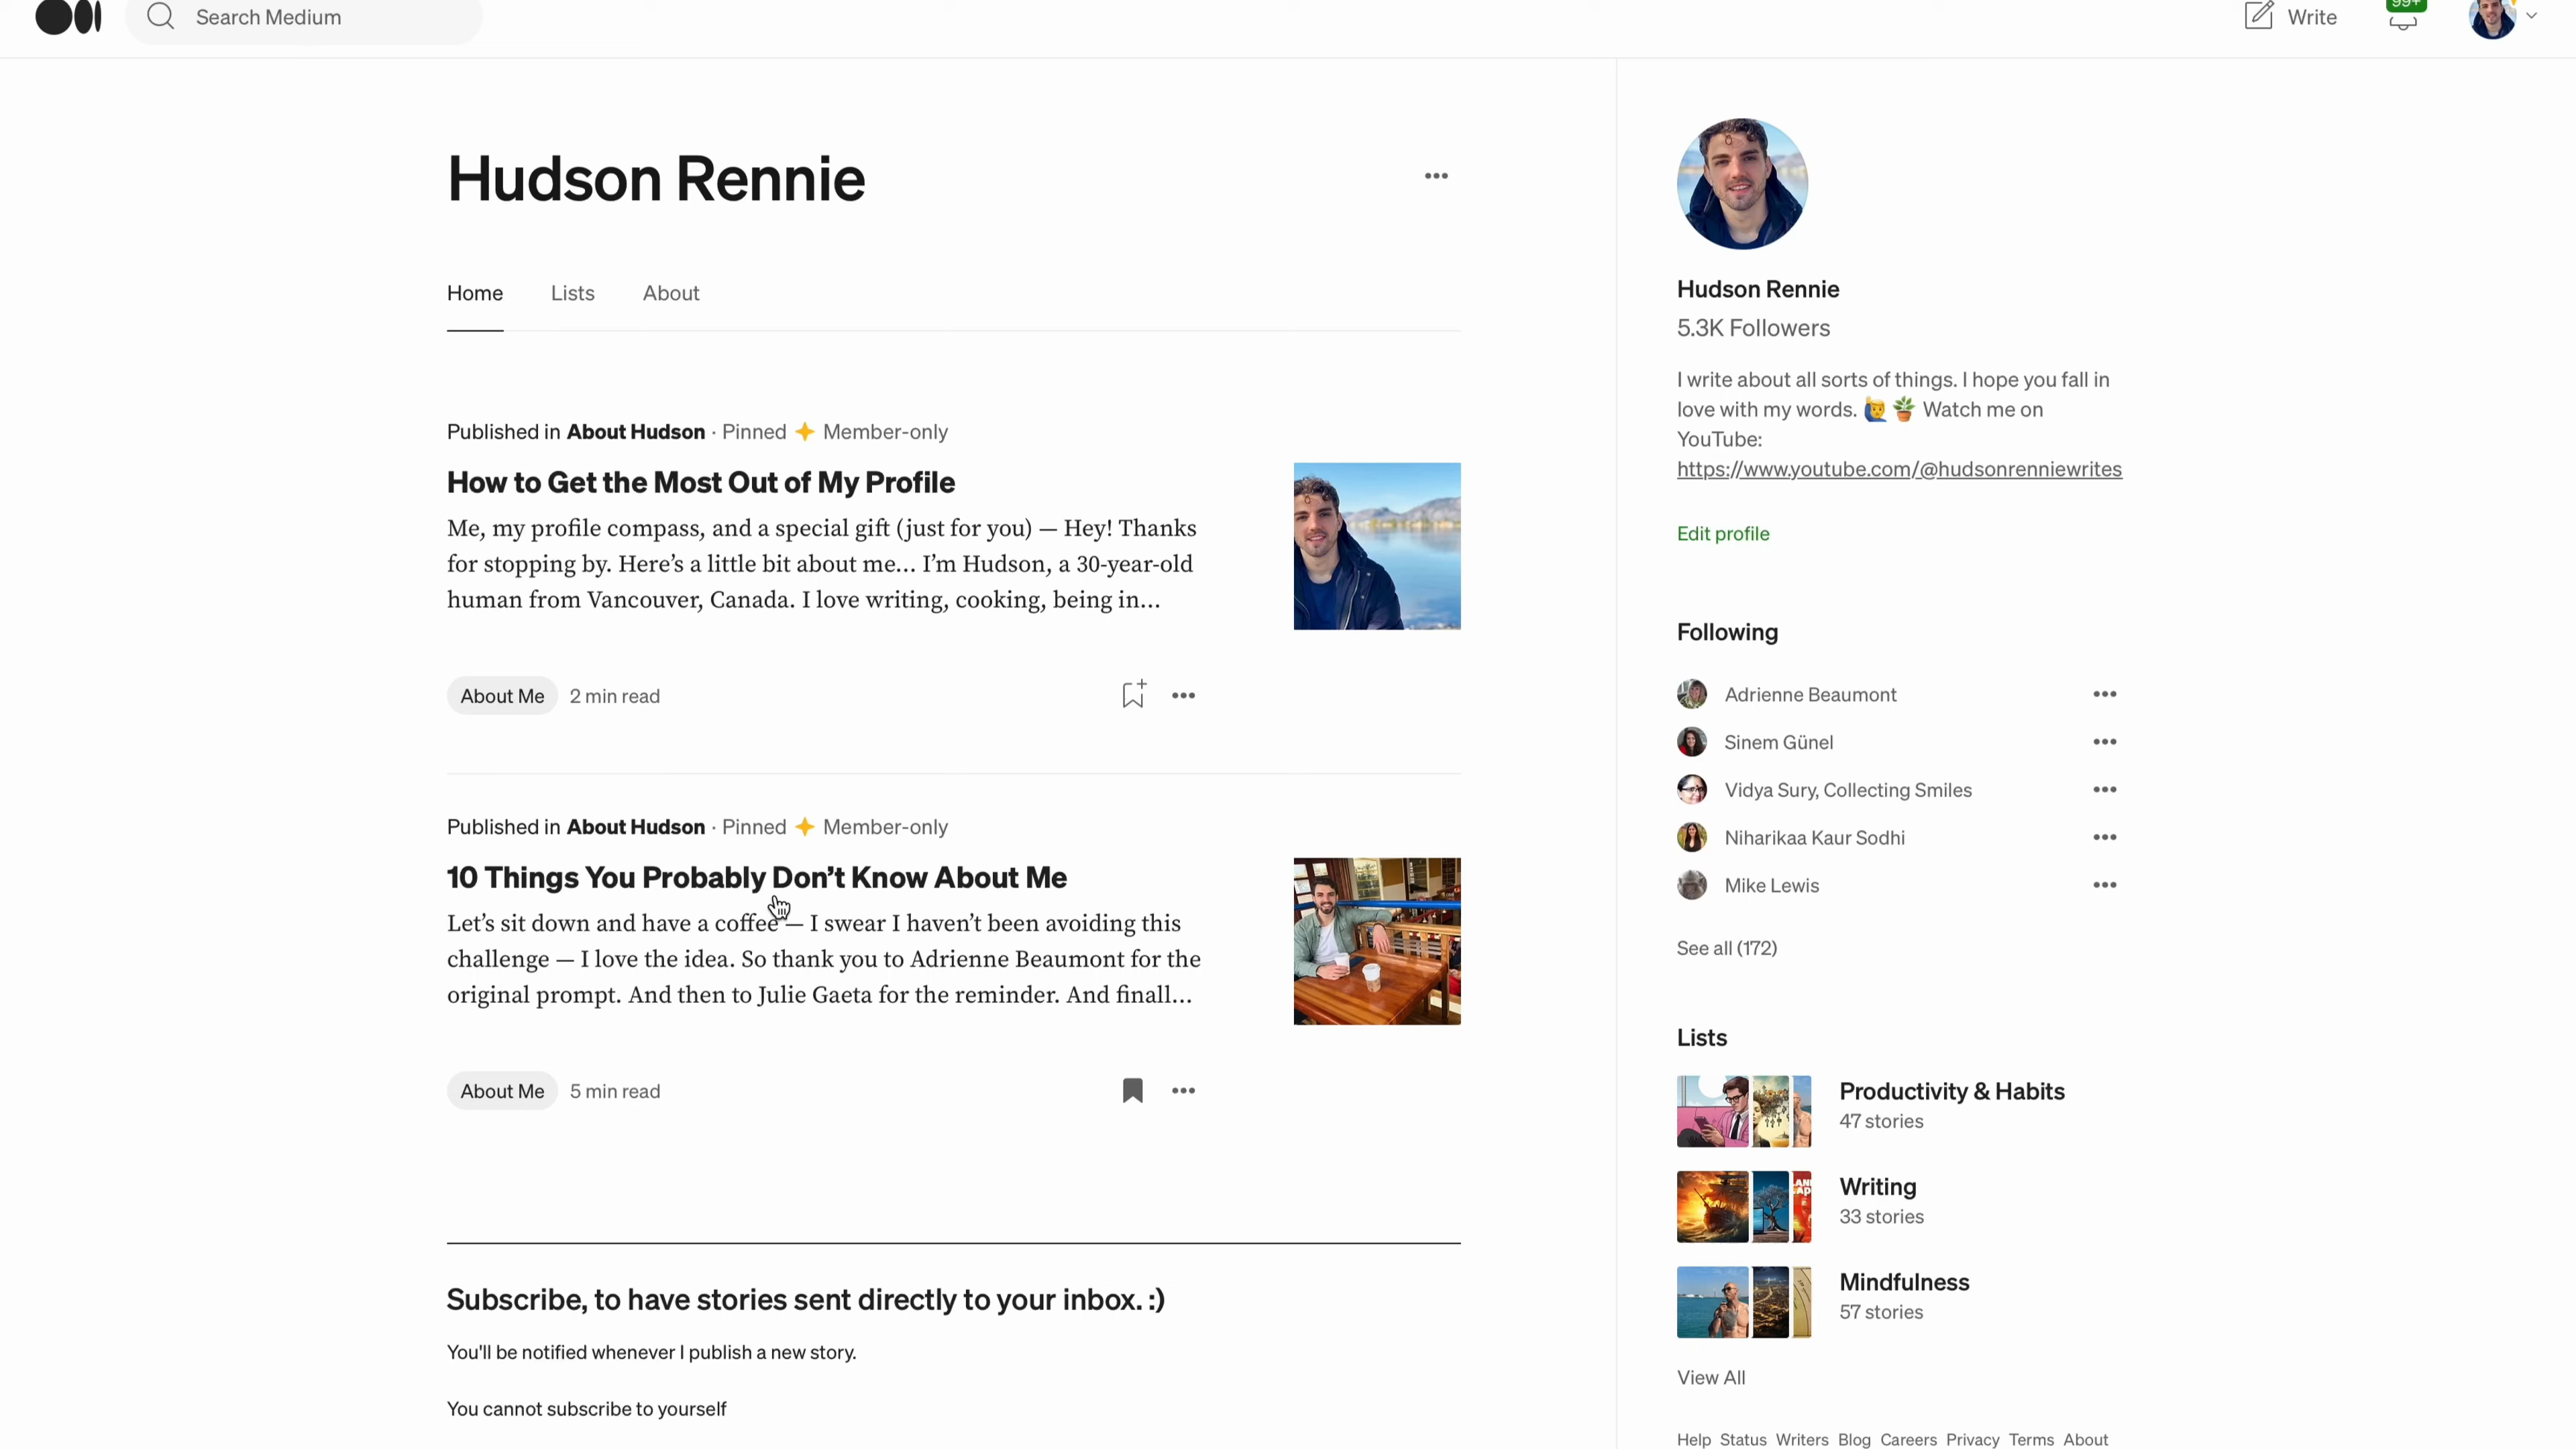 Search Medium
Write
99+
Hudson Rennie
Home Lists About
Published in About Hudson · Pinned Member-only
How to Get the Most Out of My Profile
Me, my profile compass, and a special gift (just for you) — Hey! Thanks
for stopping by. Here’s a little bit about me… I’m Hudson, a 30-year-old
human from Vancouver, Canada. I love writing, cooking, being in…
About Me 2 min read
Published in About Hudson · Pinned Member-only
10 Things You Probably Don’t Know About Me
Let’s sit down and have a coffee — I swear I haven’t been avoiding this
challenge — I love the idea. So thank you to Adrienne Beaumont for the
original prompt. And then to Julie Gaeta for the reminder. And finall…
About Me 5 min read
Subscribe, to have stories sent directly to your inbox. :)
You'll be notified whenever I publish a new story.
You cannot subscribe to yourself
Hudson Rennie
5.3K Followers
I write about all sorts of things. I hope you fall in
love with my words. 🙋‍♂️ 🪴 Watch me on
YouTube:
https://www.youtube.com/@hudsonrenniewrites
Edit profile
Following
Adrienne Beaumont
Sinem Günel
Vidya Sury, Collecting Smiles
Niharikaa Kaur Sodhi
Mike Lewis
See all (172)
Lists
Productivity & Habits
47 stories
Writing
33 stories
Mindfulness
57 stories
View All
Help Status Writers Blog Careers Privacy Terms About